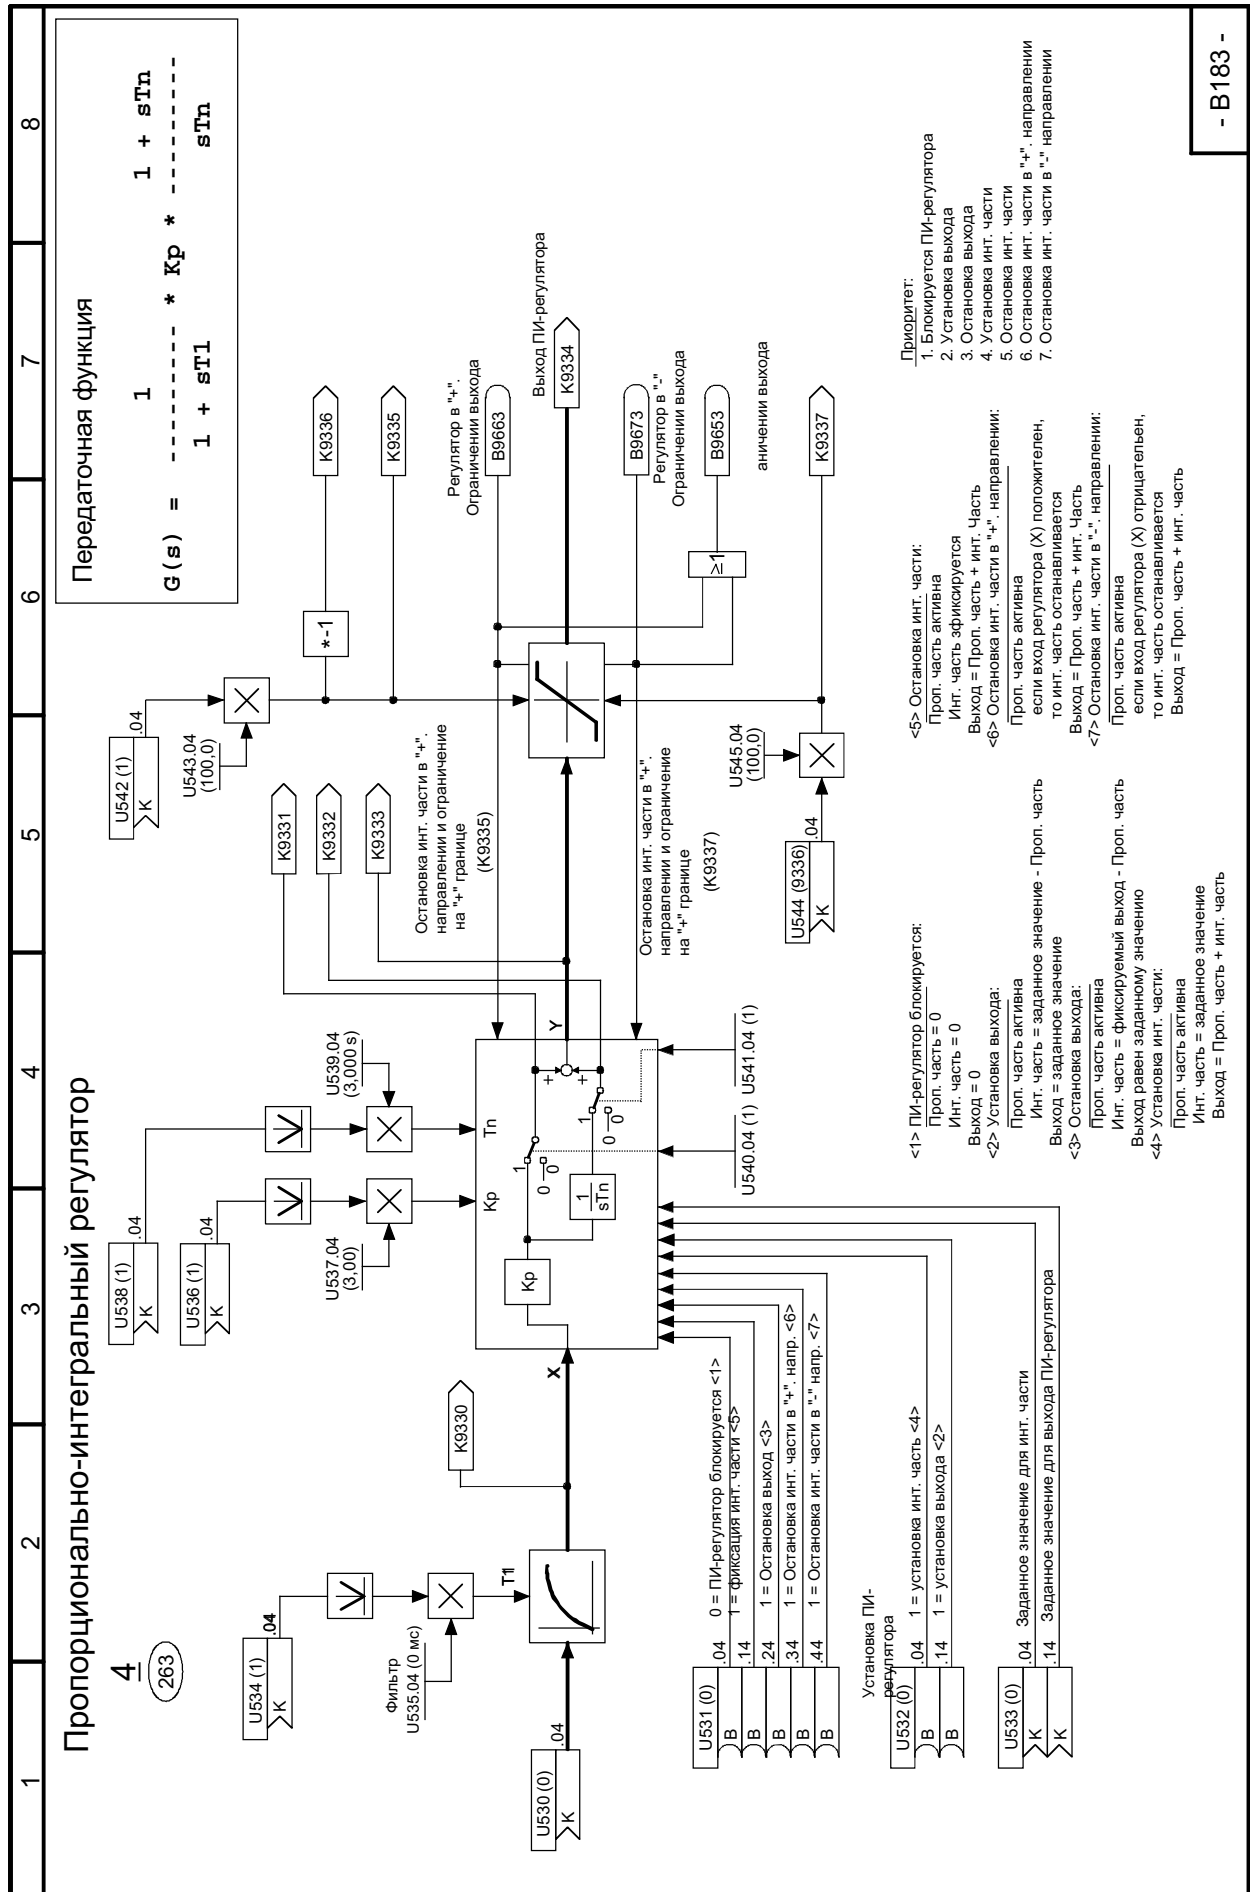 1 2 3 4 5 6 7 8
Пропорционально-интегральный регулятор
4
263
Передаточная функция
1 1 + sTn
G(s) = -------- * Kp * --------
1 + sT1 sTn
U534 (1)
K
.04
Фильтр
U535.04 (0 мс)
T1
U530 (0)
K
.04
K9330
X
U538 (1)
K
.04
U536 (1)
K
.04
U537.04
(3,00)
U539.04
(3,000 s)
Kp
Tn
Kp
1
sTn
1
0
0
1
0
0
+
+
Y
U540.04 (1)
U541.04 (1)
K9331
K9332
K9333
Остановка инт. части в "+".
направлении и ограничение
на "+" границе
(K9335)
Остановка инт. части в "+".
направлении и ограничение
на "+" границе
(K9337)
U542 (1)
K
.04
U543.04
(100,0)
U544 (9336)
K
.04
U545.04
(100,0)
*-1
≥1
K9336
K9335
Регулятор в "+".
Ограничении выхода
B9663
Выход ПИ-регулятора
K9334
B9673
Регулятор в "-"
Ограничении выхода
B9653
аничении выхода
K9337
U531 (0)
B
.04
0 = ПИ-регулятор блокируется <1>
B
.14
1 = фиксация инт. части <5>
B
.24
1 = Остановка выход <3>
B
.34
1 = Остановка инт. части в "+". напр. <6>
B
.44
1 = Остановка инт. части в "-" напр. <7>
Установка ПИ-
регулятора
U532 (0)
B
.04
1 = установка инт. часть <4>
B
.14
1 = установка выхода <2>
U533 (0)
K
.04
Заданное значение для инт. части
K
.14
Заданное значение для выхода ПИ-регулятора
<1> ПИ-регулятор блокируется:
Проп. часть = 0
Инт. часть = 0
Выход = 0
<2> Установка выхода:
Проп. часть активна
Инт. часть = заданное значение - Проп. часть
Выход = заданное значение
<3> Остановка выхода:
Проп. часть активна
Инт. часть = фиксируемый выход - Проп. часть
Выход равен заданному значению
<4> Установка инт. части:
Проп. часть активна
Инт. часть = заданное значение
Выход = Проп. часть + инт. часть
<5> Остановка инт. части:
Проп. часть активна
Инт. часть зфиксируется
Выход = Проп. часть + инт. Часть
<6> Остановка инт. части в "+". направлении:
Проп. часть активна
если вход регулятора (X) положителен,
то инт. часть останавливается
Выход = Проп. часть + инт. Часть
<7> Остановка инт. части в "-". направлении:
Проп. часть активна
если вход регулятора (X) отрицательен,
то инт. часть останавливается
Выход = Проп. часть + инт. часть
Приоритет:
1. Блокируется ПИ-регулятора
2. Установка выхода
3. Остановка выхода
4. Установка инт. части
5. Остановка инт. части
6. Остановка инт. части в "+". направлении
7. Остановка инт. части в "-" направлении
- B183 -